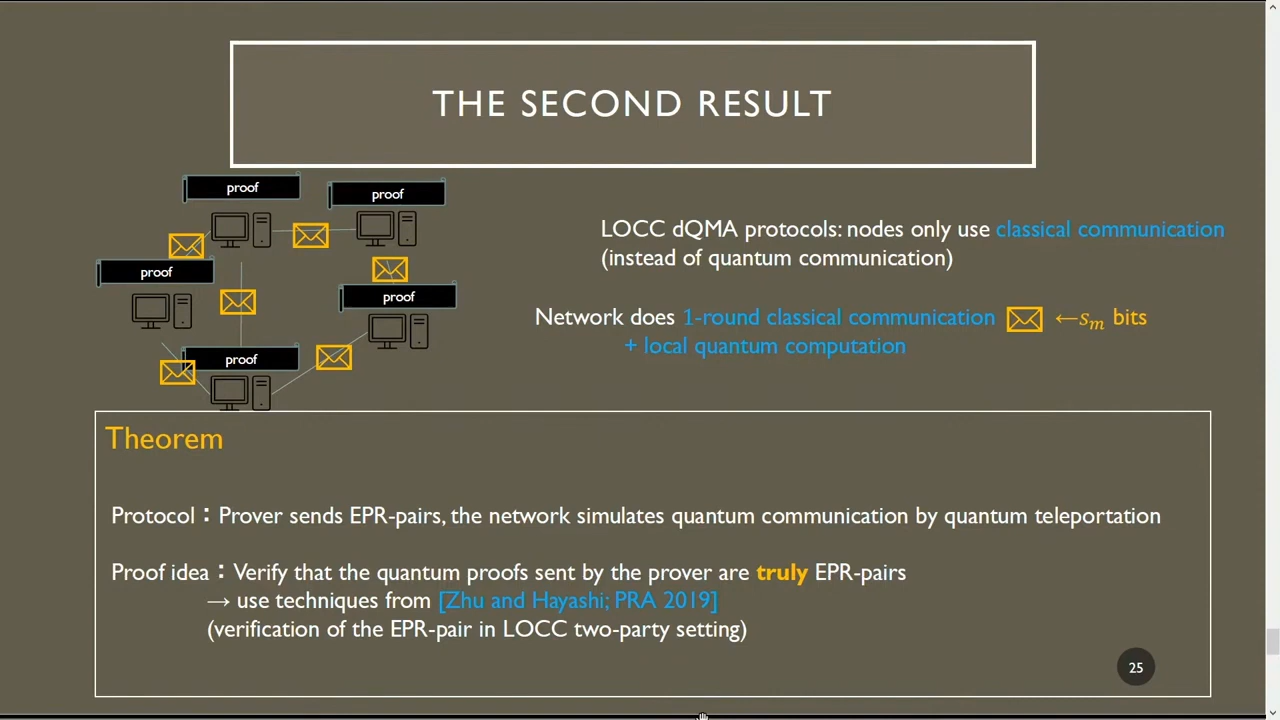 THE SECOND RESULT
proof
proof
proof
proof
proof
LOCC dQMA protocols: nodes only use classical communication
(instead of quantum communication)
Network does 1-round classical communication ←sₘ bits
+ local quantum computation
Theorem
Protocol：Prover sends EPR-pairs, the network simulates quantum communication by quantum teleportation
Proof idea：Verify that the quantum proofs sent by the prover are truly EPR-pairs
→ use techniques from [Zhu and Hayashi; PRA 2019]
(verification of the EPR-pair in LOCC two-party setting)
25